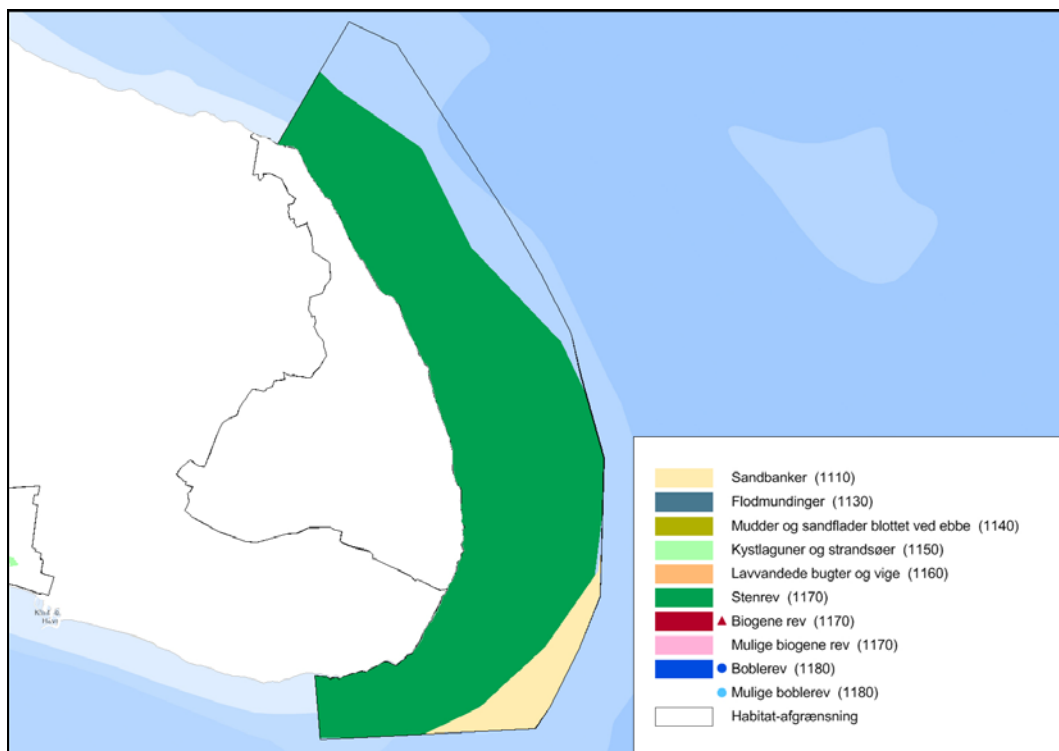 Sandbanker (1110)
Flodmundinger (1130)
Mudder og sandflader blottet ved ebbe (1140)
Kystlaguner og strandsøer (1150)
Lavvandede bugter og vige (1160)
Stenrev (1170)
Biogene rev (1170)
Mulige biogene rev (1170)
Boblerev (1180)
Mulige boblerev (1180)
Habitat-afgrænsning